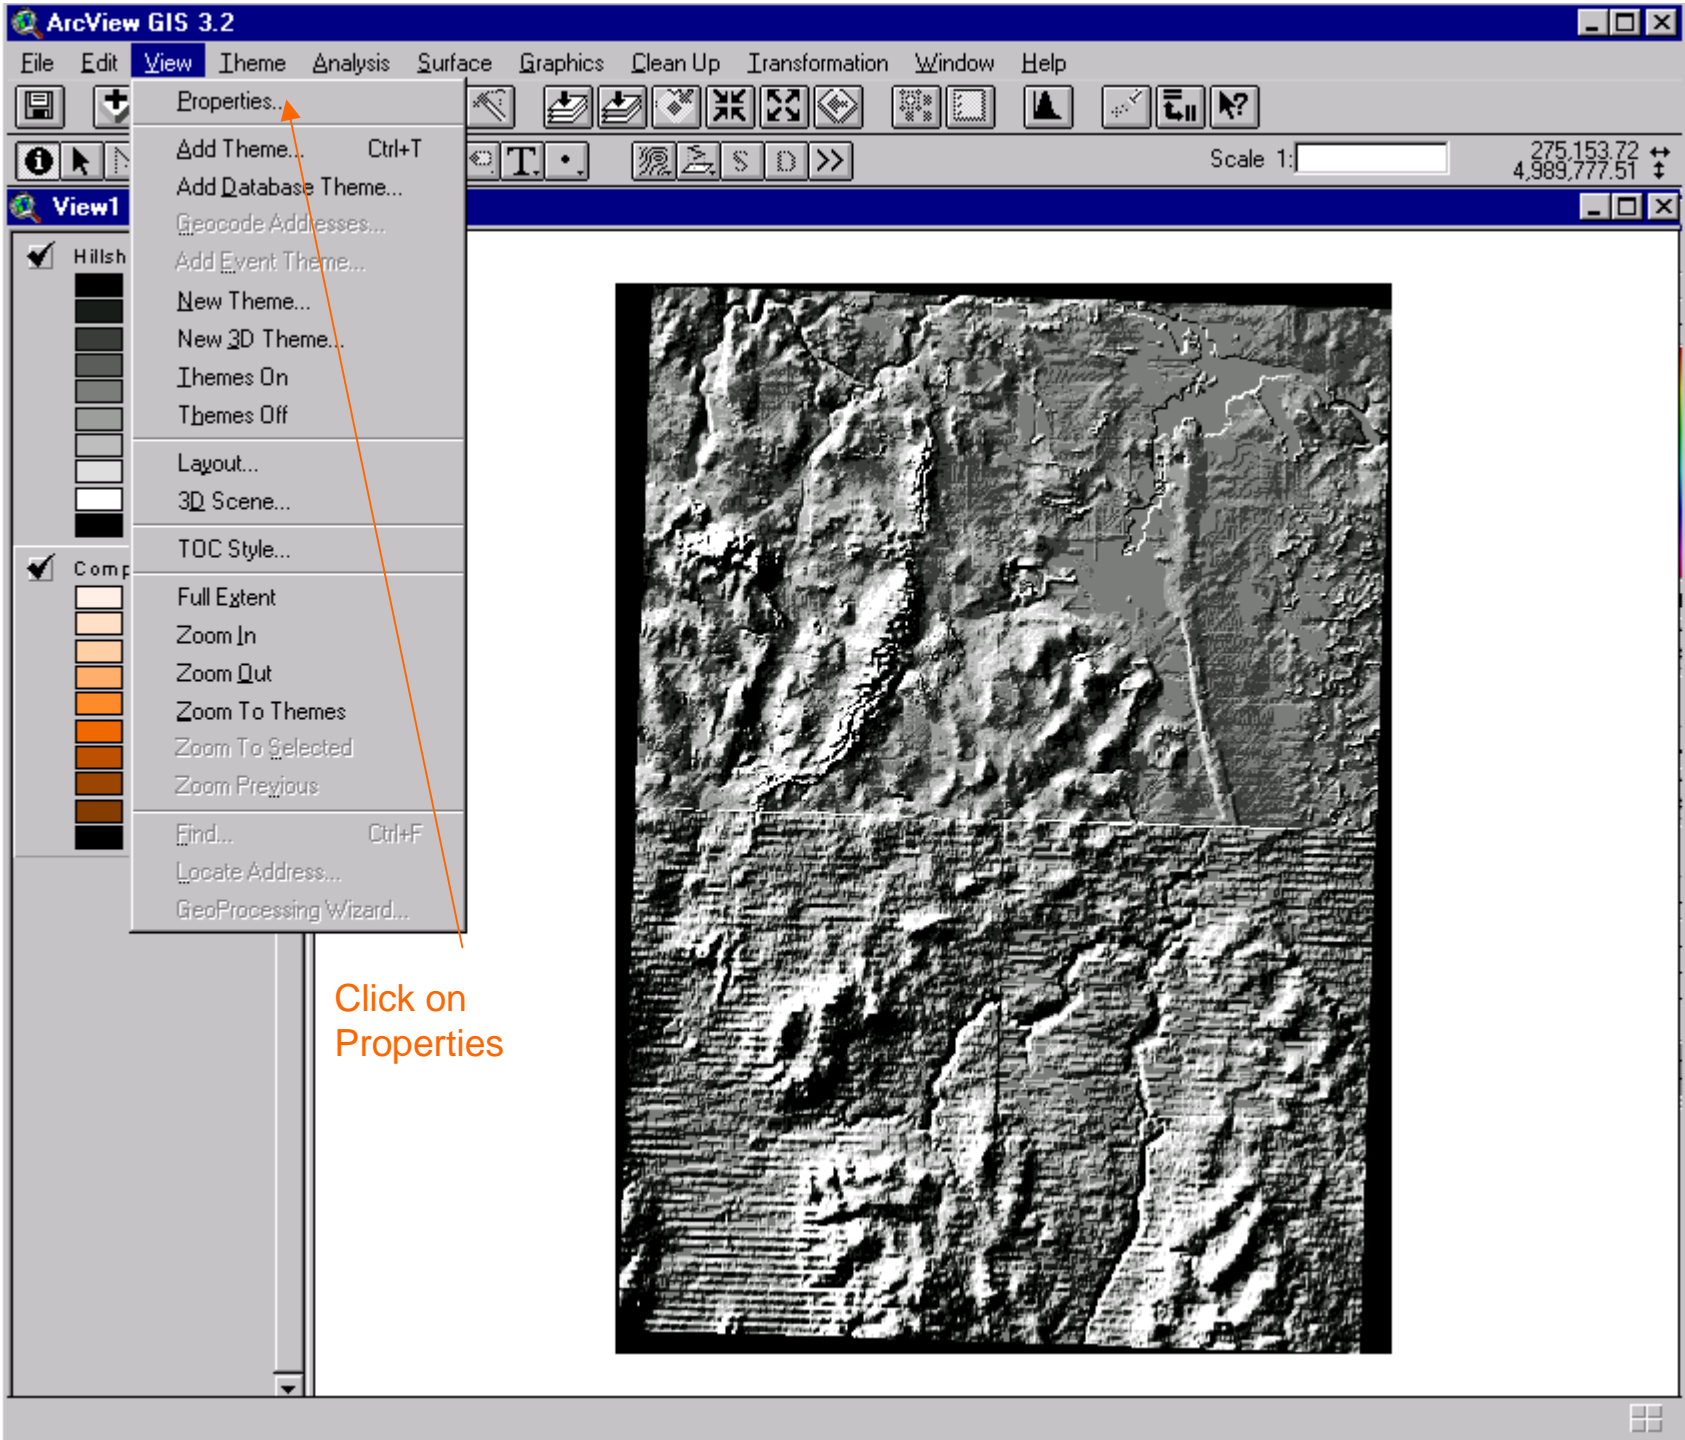 ArcView GIS 3.2
File Edit View Theme Analysis Surface Graphics Clean Up Transformation Window Help
Properties...
Add Theme... Ctrl+T
Scale 1:
275,153.72
4,989,777.51
Add Database Theme...
View1
Geocode Addresses...
Hillsh
Add Event Theme...
New Theme...
New 3D Theme...
Themes On
Themes Off
Layout...
3D Scene...
TOC Style...
Comp
Full Extent
Zoom In
Zoom Out
Zoom To Themes
Zoom To Selected
Zoom Previous
Find... Ctrl+F
Locate Address...
GeoProcessing Wizard...
Click on
Properties